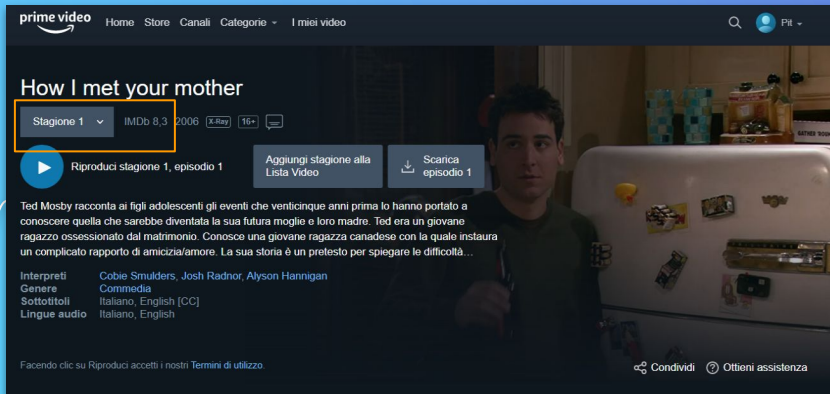 prime video Home Store Canali Categorie I miei video Pit
How I met your mother
Stagione 1 IMDb 8,3 2006 X-Ray 16+
Riproduci stagione 1, episodio 1
Aggiungi stagione alla
Lista Video
Scarica
episodio 1
Ted Mosby racconta ai figli adolescenti gli eventi che venticinque anni prima lo hanno portato a
conoscere quella che sarebbe diventata la sua futura moglie e loro madre. Ted era un giovane
ragazzo ossessionato dal matrimonio. Conosce una giovane ragazza canadese con la quale instaura
un complicato rapporto di amicizia/amore. La sua storia è un pretesto per spiegare le difficoltà…
Interpreti Cobie Smulders, Josh Radnor, Alyson Hannigan
Genere Commedia
Sottotitoli Italiano, English [CC]
Lingue audio Italiano, English
Facendo clic su Riproduci accetti i nostri Termini di utilizzo.
Condividi Ottieni assistenza